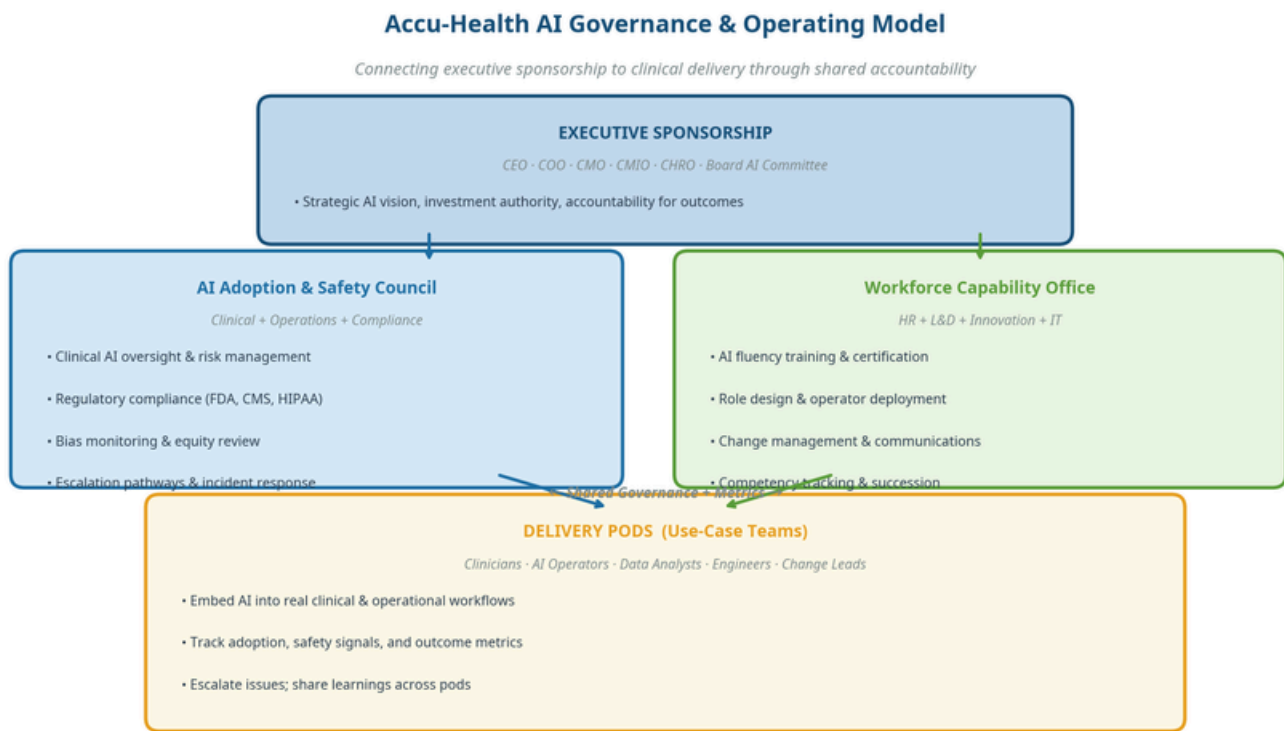 Accu-Health AI Governance & Operating Model
Connecting executive sponsorship to clinical delivery through shared accountability
EXECUTIVE SPONSORSHIP
CEO · COO · CMO · CMIO · CHRO · Board AI Committee
• Strategic AI vision, investment authority, accountability for outcomes
AI Adoption & Safety Council
Clinical + Operations + Compliance
• Clinical AI oversight & risk management
• Regulatory compliance (FDA, CMS, HIPAA)
• Bias monitoring & equity review
• Escalation pathways & incident response
Workforce Capability Office
HR + L&D + Innovation + IT
• AI fluency training & certification
• Role design & operator deployment
• Change management & communications
• Competency tracking & succession
Shared Governance + Metrics
DELIVERY PODS (Use-Case Teams)
Clinicians · AI Operators · Data Analysts · Engineers · Change Leads
• Embed AI into real clinical & operational workflows
• Track adoption, safety signals, and outcome metrics
• Escalate issues; share learnings across pods